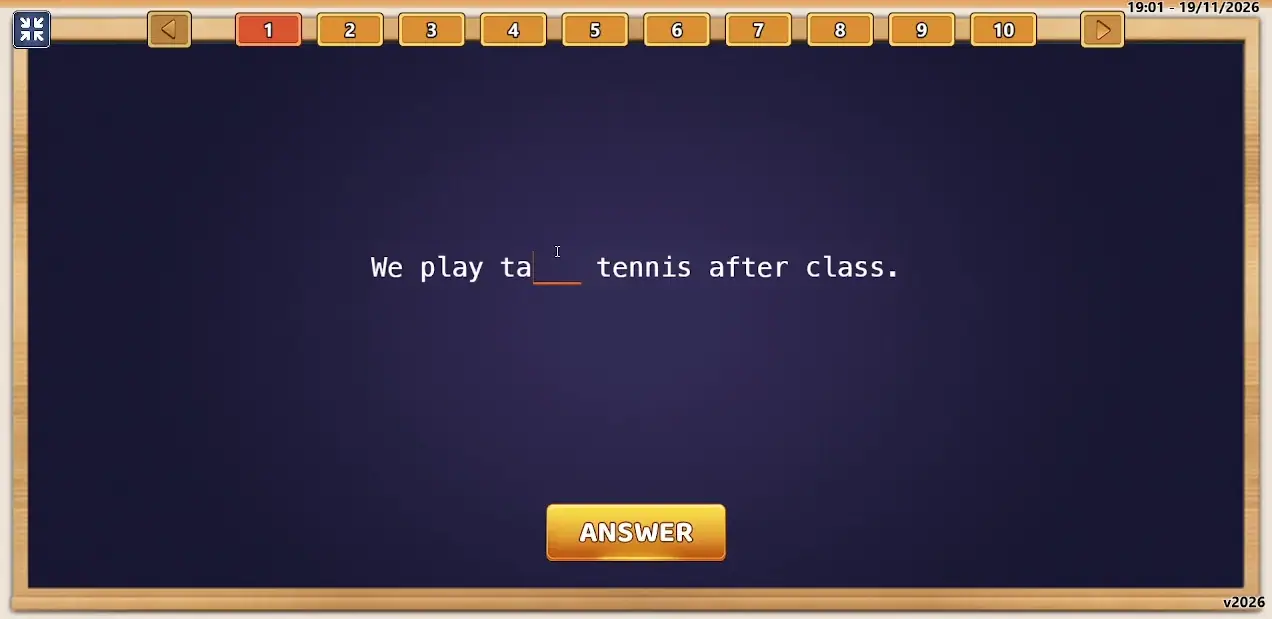 19:01 - 19/11/2026
1 2 3 4 5 6 7 8 9 10
We play ta___ tennis after class.
ANSWER
v2026